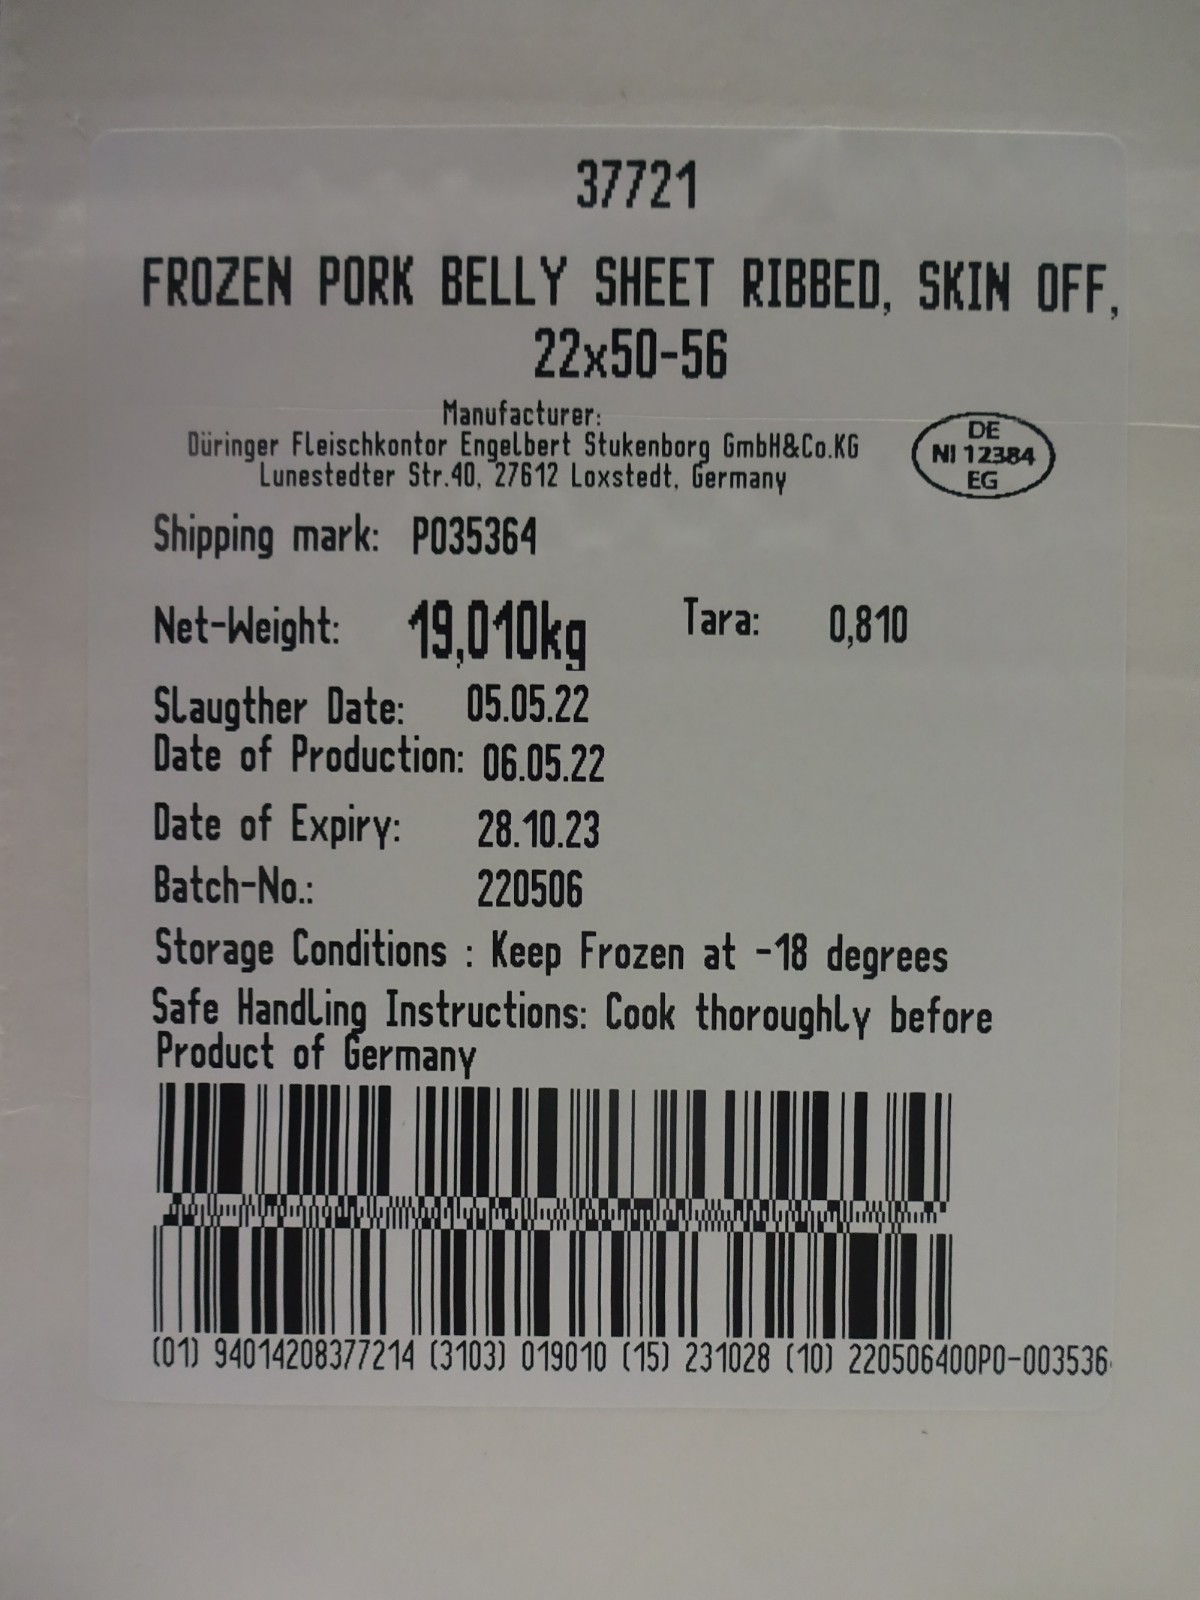 37721
FROZEN PORK BELLY SHEET RIBBED, SKIN OFF,
22x50-56
Manufacturer:
Düringer Fleischkontor Engelbert Stukenborg GmbH&Co.KG
Lunestedter Str.40, 27612 Loxstedt, Germany
DE
NI 12384
EG
Shipping mark: PO35364
Net-Weight: 19,010kg Tara: 0,810
Slaugther Date: 05.05.22
Date of Production: 06.05.22
Date of Expiry: 28.10.23
Batch-No.: 220506
Storage Conditions : Keep Frozen at -18 degrees
Safe Handling Instructions: Cook thoroughly before
Product of Germany
(01) 94014208377214 (3103) 019010 (15) 231028 (10) 220506400PO-003536